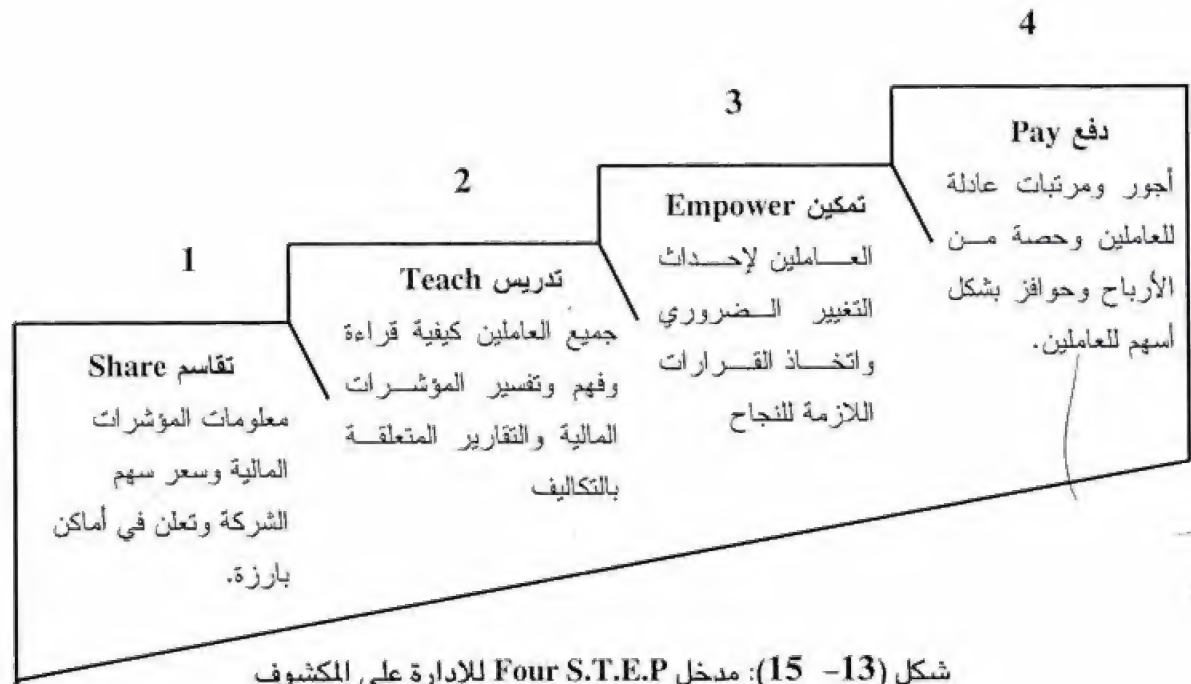 1
تقاسم Share
معلومات المؤشرات
المالية وسعر سهم
الشركة وتعلن في أماكن
بارزة.
2
تدريس Teach
جميع العاملين كيفية قراءة
وفهم وتفسير المؤشرات
المالية والتقارير المتعلقة
بالتكاليف
3
تمكين Empower
العاملين لإحداث
التغيير الضروري
واتخاذ القرارات
اللازمة للنجاح
4
دفع Pay
أجور ومرتبات عادلة
للعاملين وحصة من
الأرباح وحوافز بشكل
أسهم للعاملين.
شكل (13- 15): مدخل Four S.T.E.P للإدارة على المكشوف